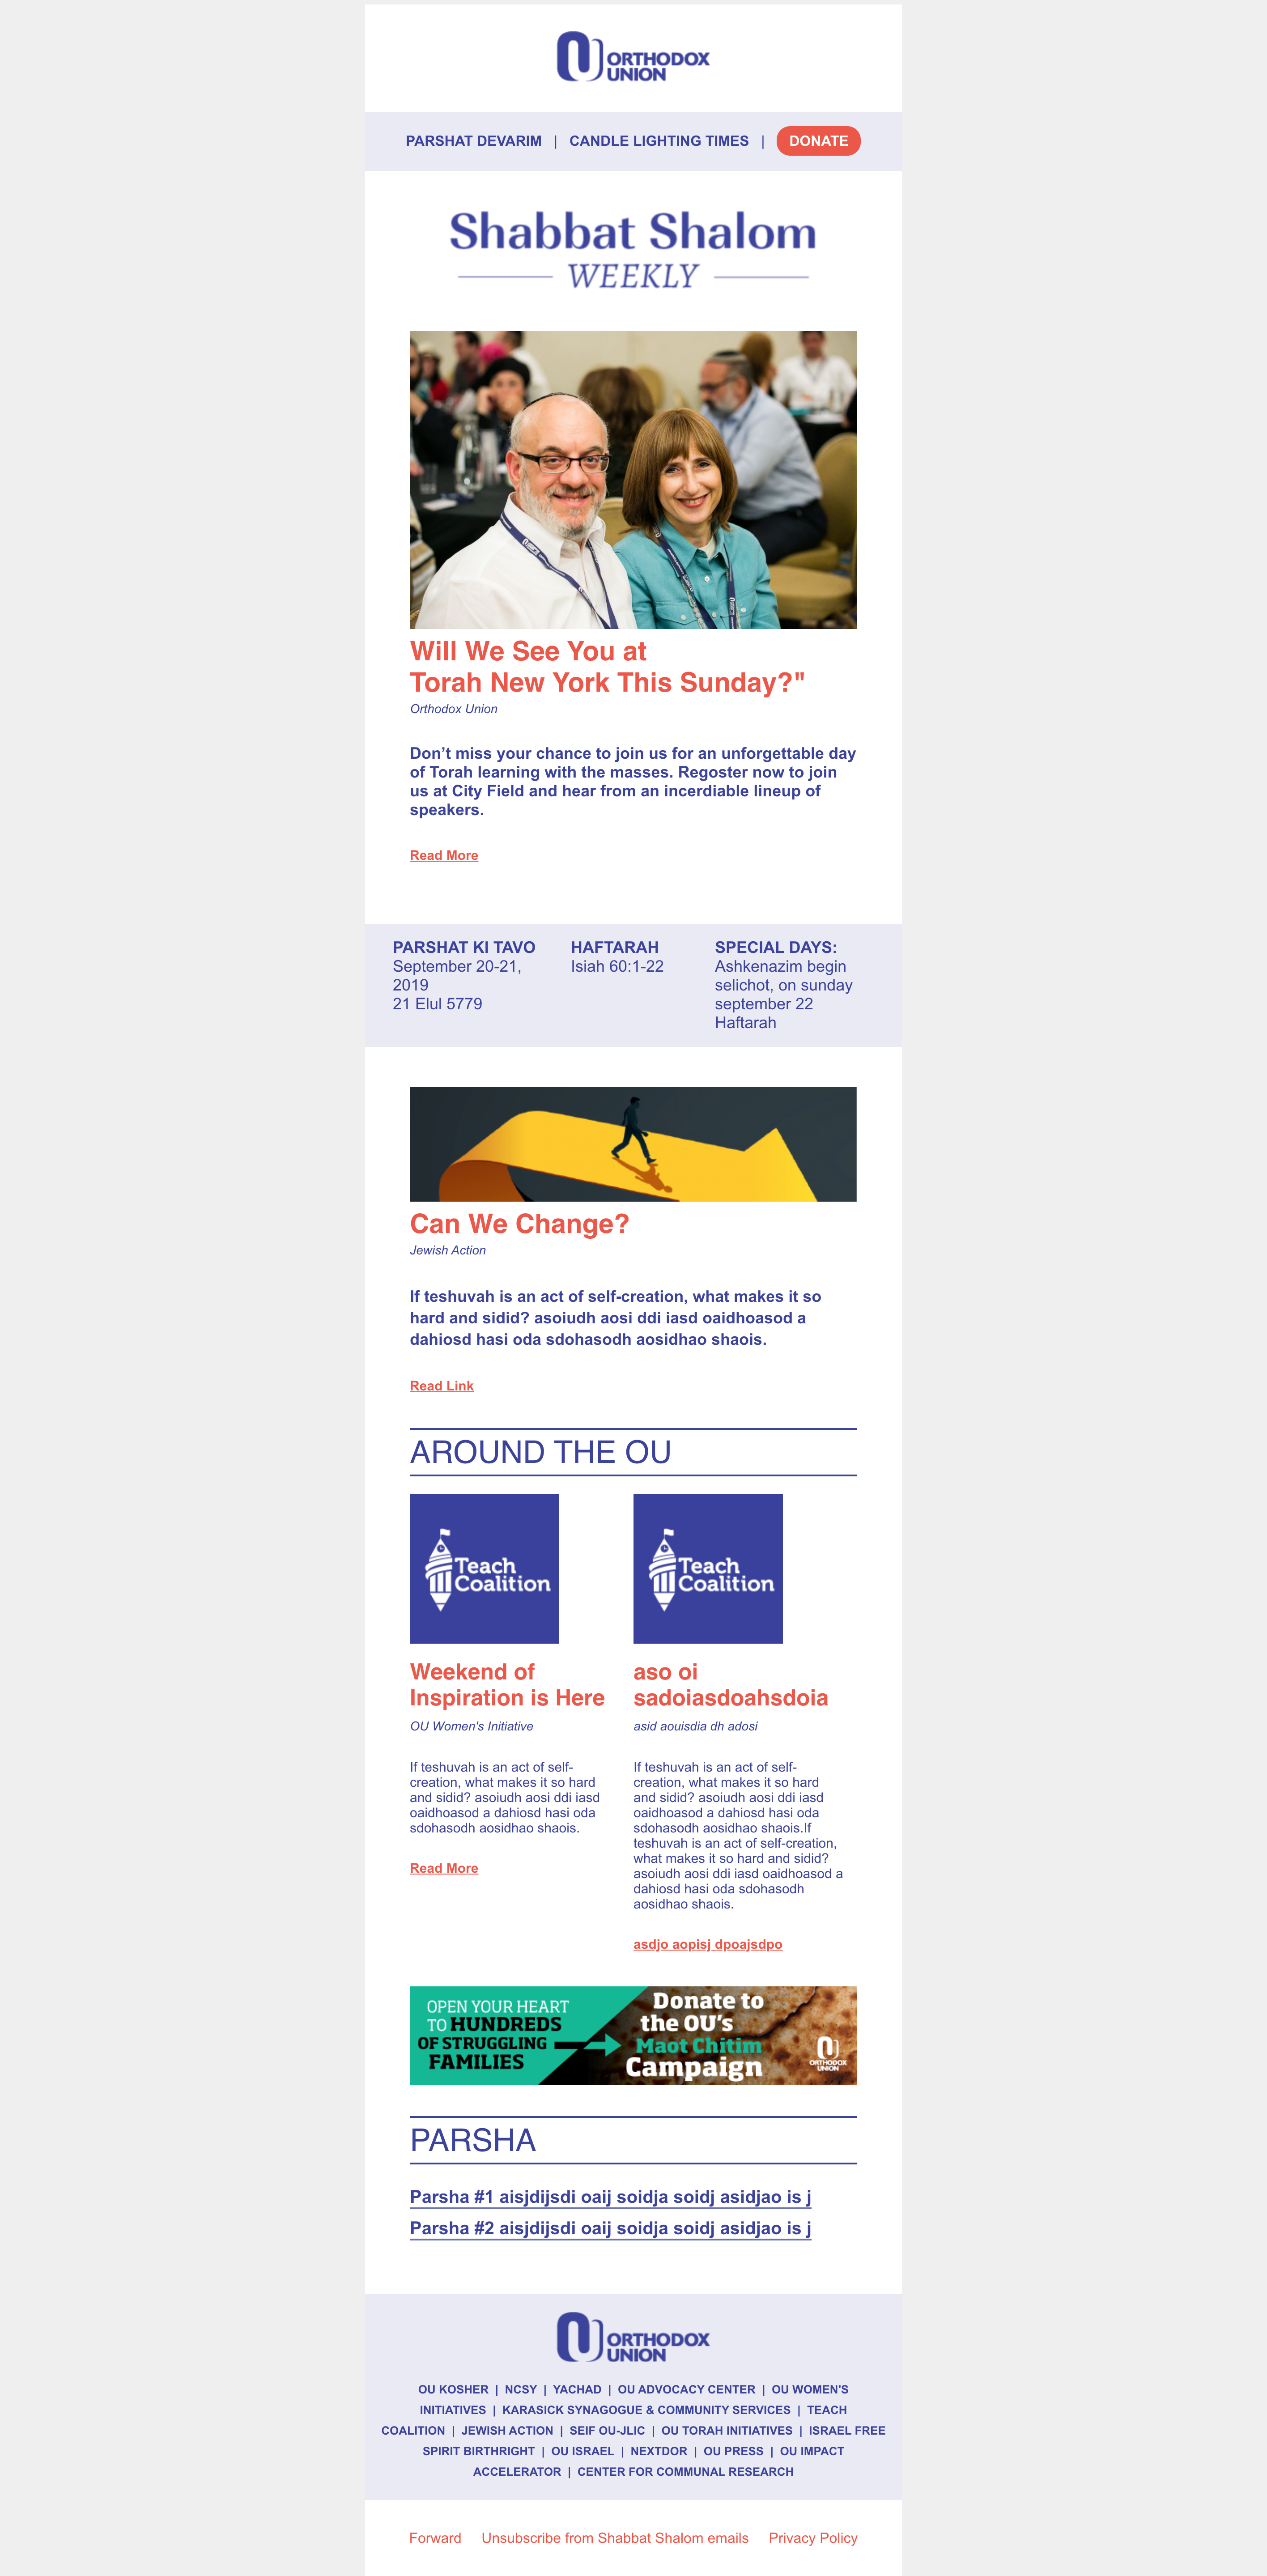 ORTHODOX
UNION
PARSHAT DEVARIM | CANDLE LIGHTING TIMES | DONATE
Shabbat Shalom
WEEKLY
Will We See You at
Torah New York This Sunday?"
Orthodox Union
Don’t miss your chance to join us for an unforgettable day
of Torah learning with the masses. Regoster now to join
us at City Field and hear from an incerdiable lineup of
speakers.
Read More
PARSHAT KI TAVO
September 20-21,
2019
21 Elul 5779
HAFTARAH
Isiah 60:1-22
SPECIAL DAYS:
Ashkenazim begin
selichot, on sunday
september 22
Haftarah
Can We Change?
Jewish Action
If teshuvah is an act of self-creation, what makes it so
hard and sidid? asoiudh aosi ddi iasd oaidhoasod a
dahiosd hasi oda sdohasodh aosidhao shaois.
Read Link
AROUND THE OU
Teach
Coalition
Weekend of
Inspiration is Here
OU Women's Initiative
If teshuvah is an act of self-
creation, what makes it so hard
and sidid? asoiudh aosi ddi iasd
oaidhoasod a dahiosd hasi oda
sdohasodh aosidhao shaois.
Read More
Teach
Coalition
aso oi
sadoiasdoahsdoia
asid aouisdia dh adosi
If teshuvah is an act of self-
creation, what makes it so hard
and sidid? asoiudh aosi ddi iasd
oaidhoasod a dahiosd hasi oda
sdohasodh aosidhao shaois.If
teshuvah is an act of self-creation,
what makes it so hard and sidid?
asoiudh aosi ddi iasd oaidhoasod a
dahiosd hasi oda sdohasodh
aosidhao shaois.
asdjo aopisj dpoajsdpo
OPEN YOUR HEART
TO HUNDREDS
OF STRUGGLING
FAMILIES
Donate to
the OU's
Maot Chitim
Campaign
ORTHODOX
UNION
PARSHA
Parsha #1 aisjdijsdi oaij soidja soidj asidjao is j
Parsha #2 aisjdijsdi oaij soidja soidj asidjao is j
ORTHODOX
UNION
OU KOSHER | NCSY | YACHAD | OU ADVOCACY CENTER | OU WOMEN'S
INITIATIVES | KARASICK SYNAGOGUE & COMMUNITY SERVICES | TEACH
COALITION | JEWISH ACTION | SEIF OU-JLIC | OU TORAH INITIATIVES | ISRAEL FREE
SPIRIT BIRTHRIGHT | OU ISRAEL | NEXTDOR | OU PRESS | OU IMPACT
ACCELERATOR | CENTER FOR COMMUNAL RESEARCH
Forward Unsubscribe from Shabbat Shalom emails Privacy Policy